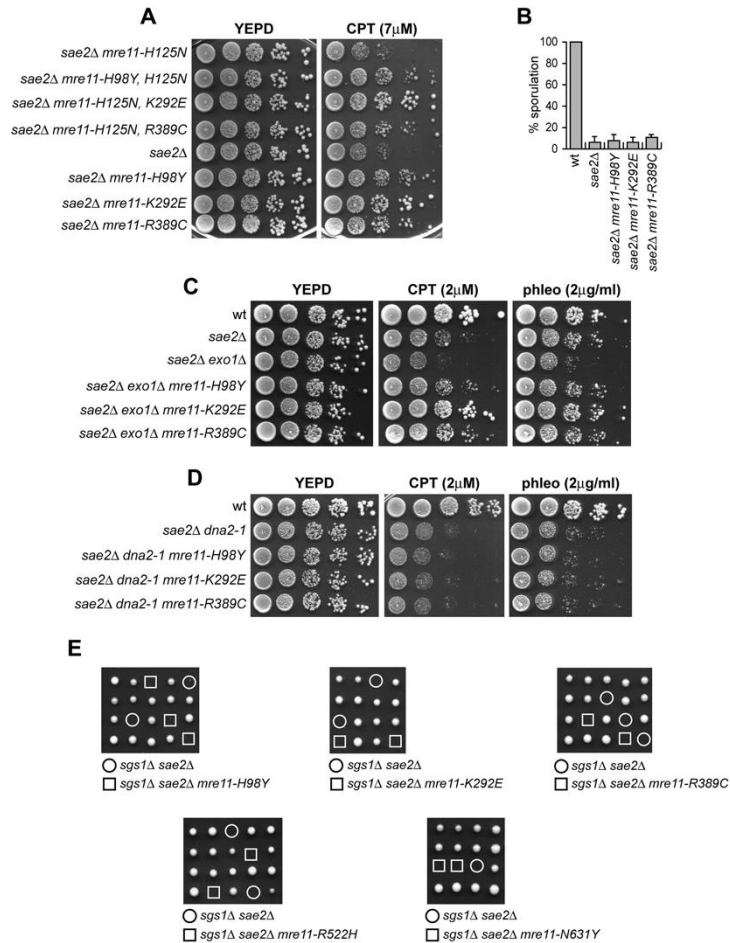 A
YEPD CPT (7μM)
sae2Δ mre11-H125N
sae2Δ mre11-H98Y, H125N
sae2Δ mre11-H125N, K292E
sae2Δ mre11-H125N, R389C
sae2Δ
sae2Δ mre11-H98Y
sae2Δ mre11-K292E
sae2Δ mre11-R389C
B
% sporulation
100
80
60
40
20
0
wt
sae2Δ
sae2Δ mre11-H98Y
sae2Δ mre11-K292E
sae2Δ mre11-R389C
C
YEPD CPT (2μM) phleo (2μg/ml)
wt
sae2Δ
sae2Δ exo1Δ
sae2Δ exo1Δ mre11-H98Y
sae2Δ exo1Δ mre11-K292E
sae2Δ exo1Δ mre11-R389C
D
YEPD CPT (2μM) phleo (2μg/ml)
wt
sae2Δ dna2-1
sae2Δ dna2-1 mre11-H98Y
sae2Δ dna2-1 mre11-K292E
sae2Δ dna2-1 mre11-R389C
E
sgs1Δ sae2Δ
sgs1Δ sae2Δ mre11-H98Y
sgs1Δ sae2Δ
sgs1Δ sae2Δ mre11-K292E
sgs1Δ sae2Δ
sgs1Δ sae2Δ mre11-R389C
sgs1Δ sae2Δ
sgs1Δ sae2Δ mre11-R522H
sgs1Δ sae2Δ
sgs1Δ sae2Δ mre11-N631Y